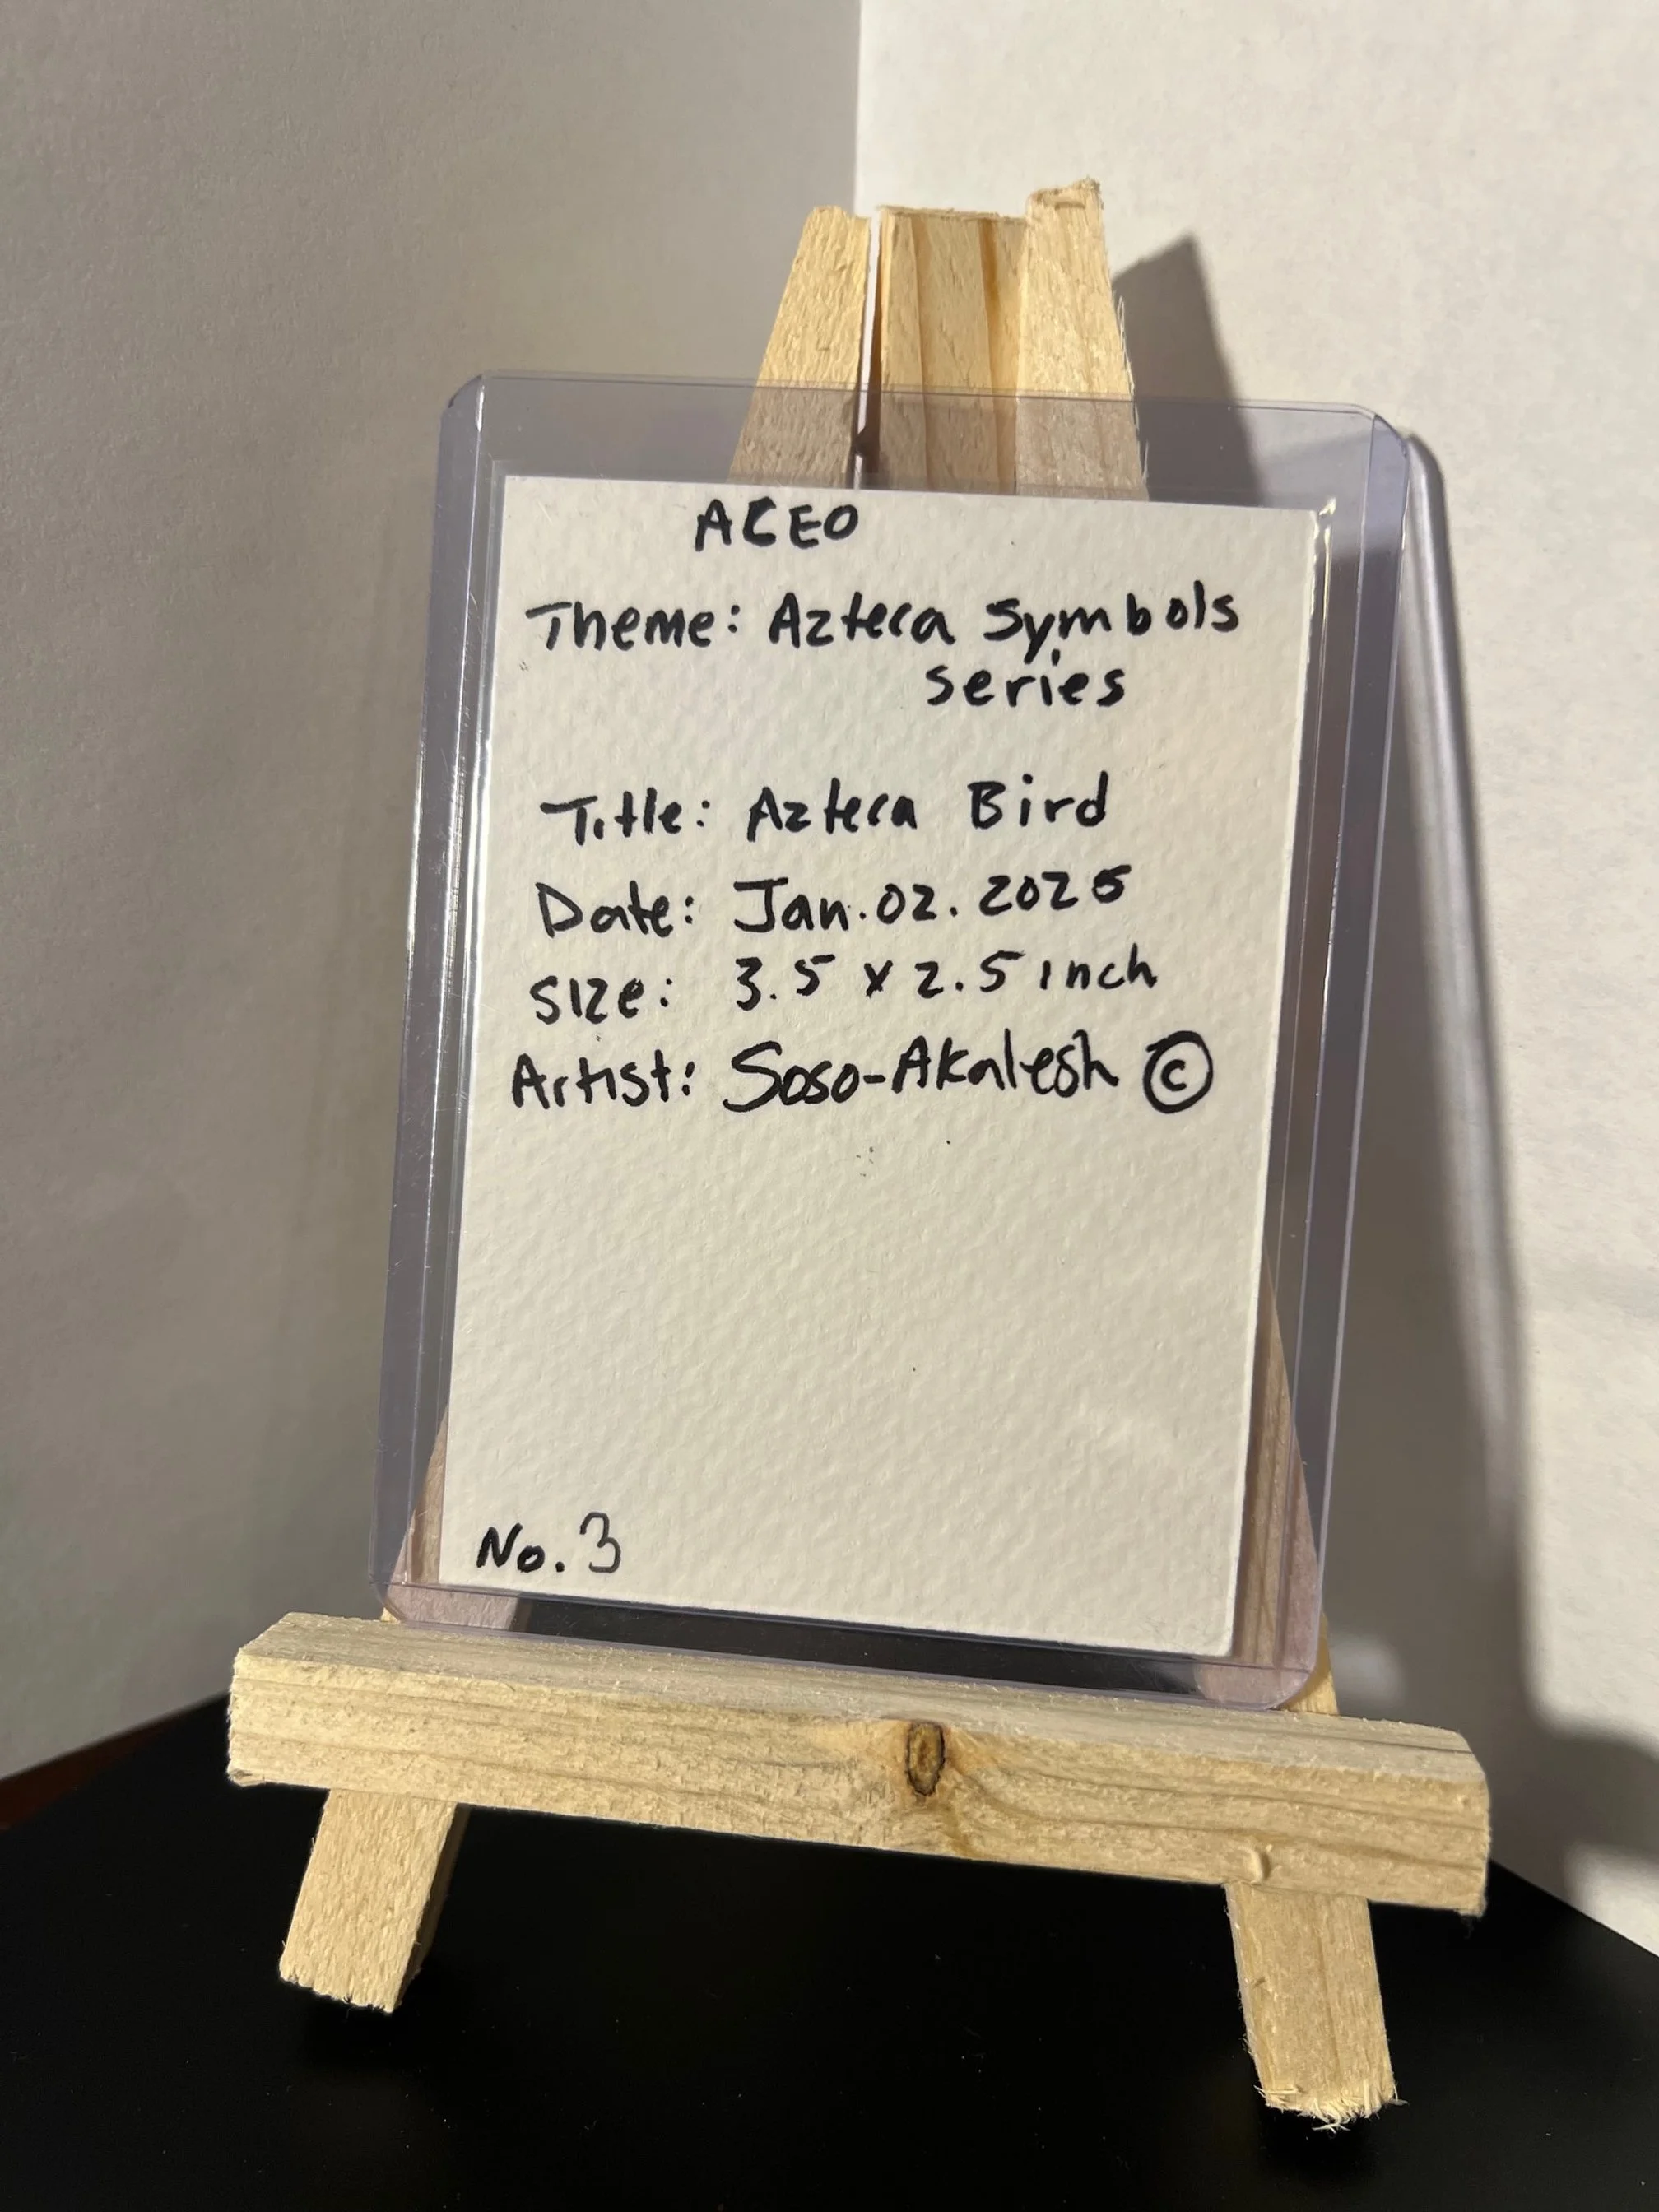 ACEO
Theme: Azteca Symbols
series
Title: Azteca Bird
Date: Jan.02.2025
Size: 3.5 x 2.5 inch
Artist: Soso-Akalesh ©
No. 3